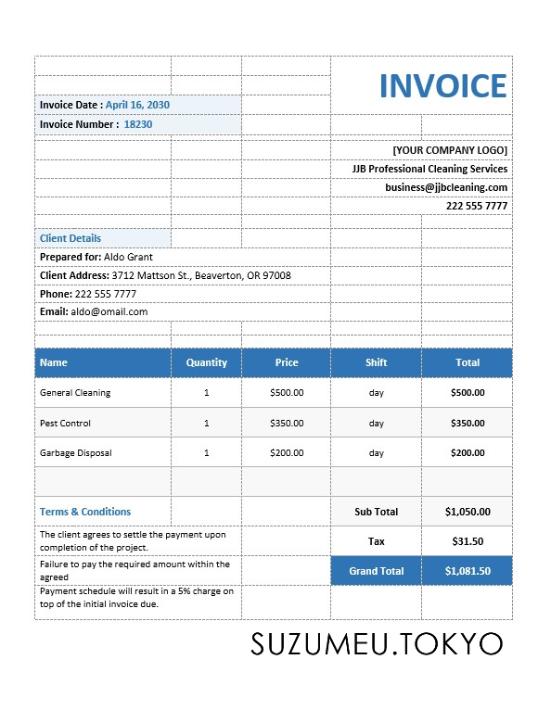 INVOICE
Invoice Date : April 16, 2030
Invoice Number : 18230
[YOUR COMPANY LOGO]
JJB Professional Cleaning Services
business@jjbcleaning.com
222 555 7777
Client Details
Prepared for: Aldo Grant
Client Address: 3712 Mattson St., Beaverton, OR 97008
Phone: 222 555 7777
Email: aldo@omail.com
Name Quantity Price Shift Total
General Cleaning 1 $500.00 day $500.00
Pest Control 1 $350.00 day $350.00
Garbage Disposal 1 $200.00 day $200.00
Terms & Conditions
Sub Total $1,050.00
The client agrees to settle the payment upon
completion of the project.
Tax $31.50
Failure to pay the required amount within the
agreed
Grand Total $1,081.50
Payment schedule will result in a 5% charge on
top of the initial invoice due.
SUZUMEU.TOKYO